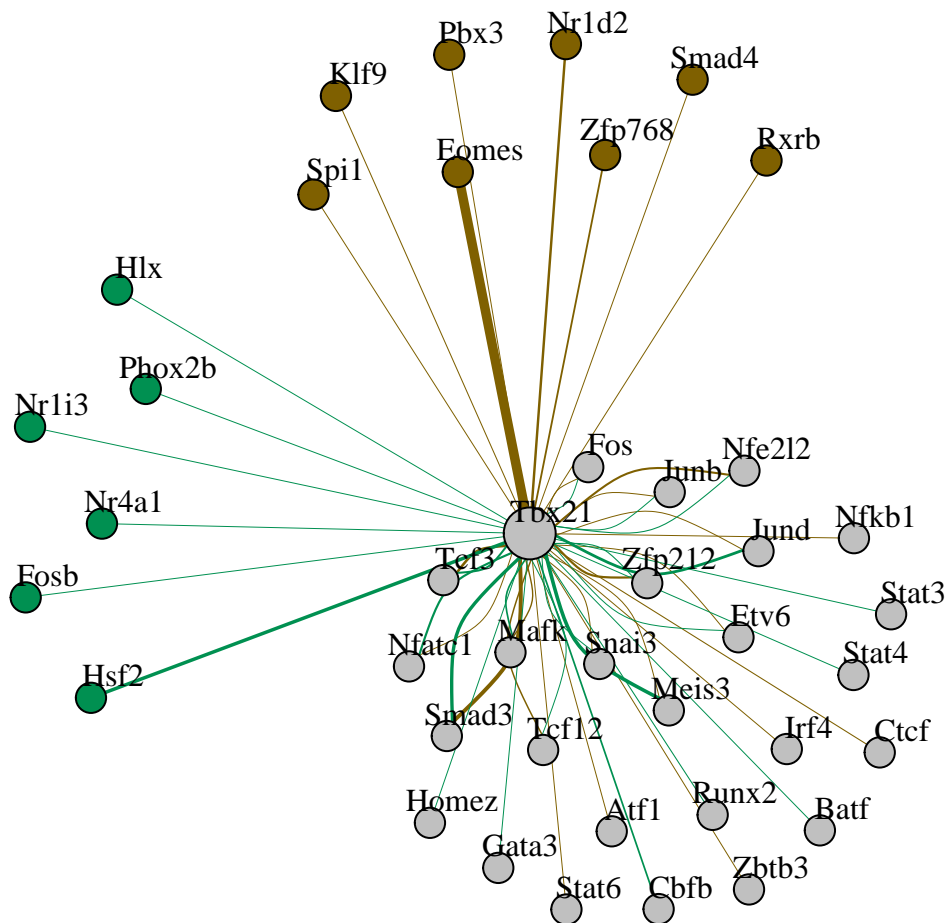 Nr1d2
Pbx3
Smad4
Klf9
Zfp768
Rxrb
Eomes
Spi1
Hlx
Phox2b
Nr1i3
Fos
Nfe2l2
Junb
Nr4a1
Tbx21
Nfkb1
Jund
Tcf3
Zfp212
Fosb
Stat3
Etv6
Mafk
Nfatc1
Snai3
Stat4
Hsf2
Meis3
Smad3
Tcf12
Irf4
Ctcf
Homez
Atf1
Runx2
Batf
Gata3
Zbtb3
Stat6
Cbfb